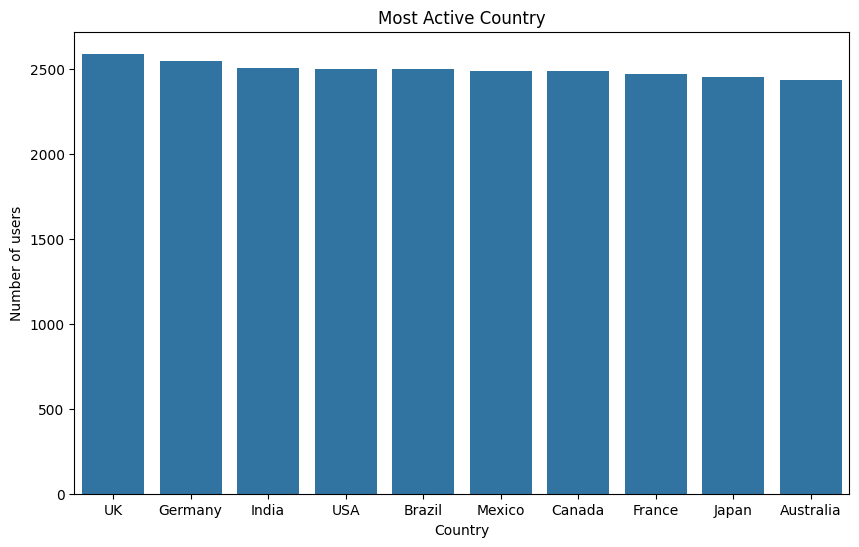 Most Active Country
Number of users
2500
2000
1500
1000
500
0
UK Germany India USA Brazil Mexico Canada France Japan Australia
Country